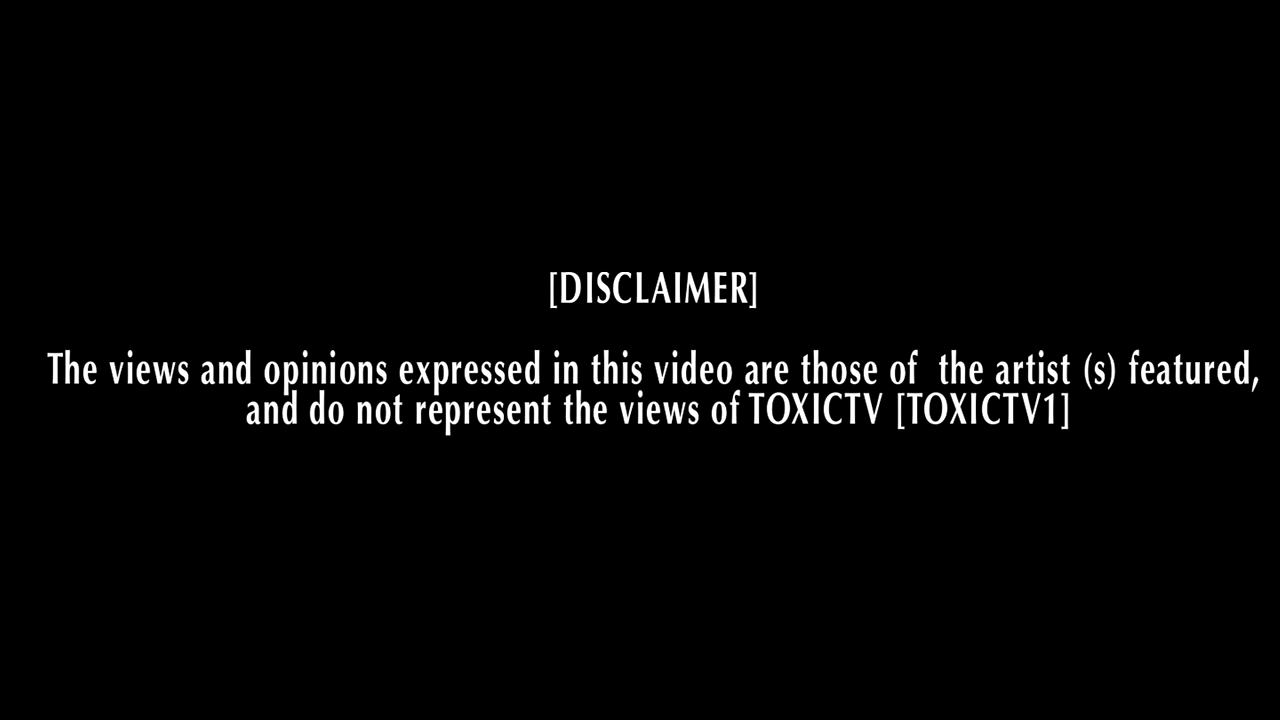 [DISCLAIMER]
The views and opinions expressed in this video are those of  the artist (s) featured,
and do not represent the views of TOXICTV [TOXICTV1]